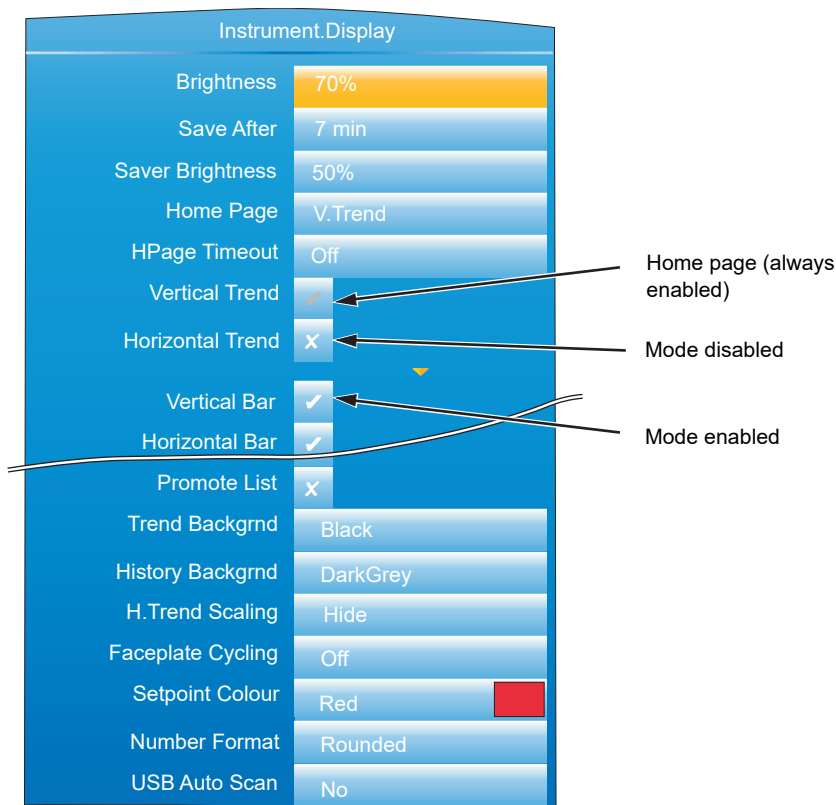 Instrument.Display
Brightness 70%
Save After 7 min
Saver Brightness 50%
Home Page V.Trend
HPage Timeout Off
Vertical Trend ✔
Horizontal Trend ✘
Vertical Bar ✔
Horizontal Bar ✔
Promote List ✘
Trend Backgrnd Black
History Backgrnd DarkGrey
H.Trend Scaling Hide
Faceplate Cycling Off
Setpoint Colour Red
Number Format Rounded
USB Auto Scan No
Home page (always
enabled)
Mode disabled
Mode enabled